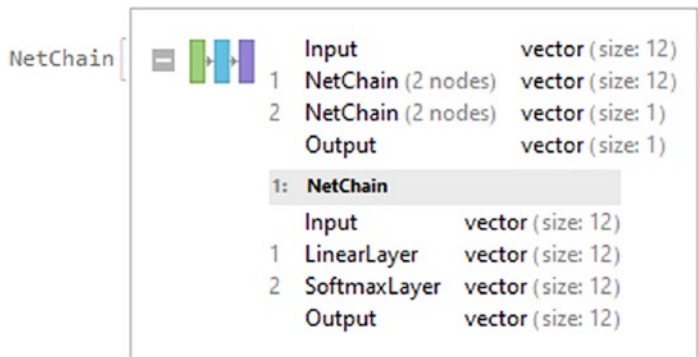 Input vector (size: 12)
NetChain [ 1 NetChain (2 nodes) vector (size: 12)
2 NetChain (2 nodes) vector (size: 1)
Output vector (size: 1)
1: NetChain
Input vector (size: 12)
1 LinearLayer vector (size: 12)
2 SoftmaxLayer vector (size: 12)
Output vector (size: 12)